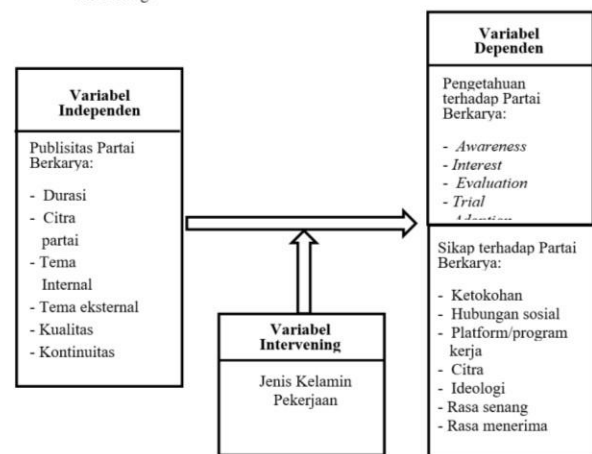 Variabel
Independen
Publisitas Partai
Berkarya:
- Durasi
- Citra
partai
- Tema
Internal
- Tema eksternal
- Kualitas
- Kontinuitas
Variabel
Intervening
Jenis Kelamin
Pekerjaan
Variabel
Dependen
Pengetahuan
terhadap Partai
Berkarya:
- Awareness
- Interest
- Evaluation
- Trial
Sikap terhadap Partai
Berkarya:
- Ketokohan
- Hubungan sosial
- Platform/program
kerja
- Citra
- Ideologi
- Rasa senang
- Rasa menerima